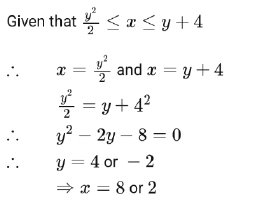 Given that y²/2 ≤ x ≤ y + 4
∴ x = y²/2 and x = y + 4
y²/2 = y + 4²
∴ y² − 2y − 8 = 0
∴ y = 4 or − 2
⇒ x = 8 or 2